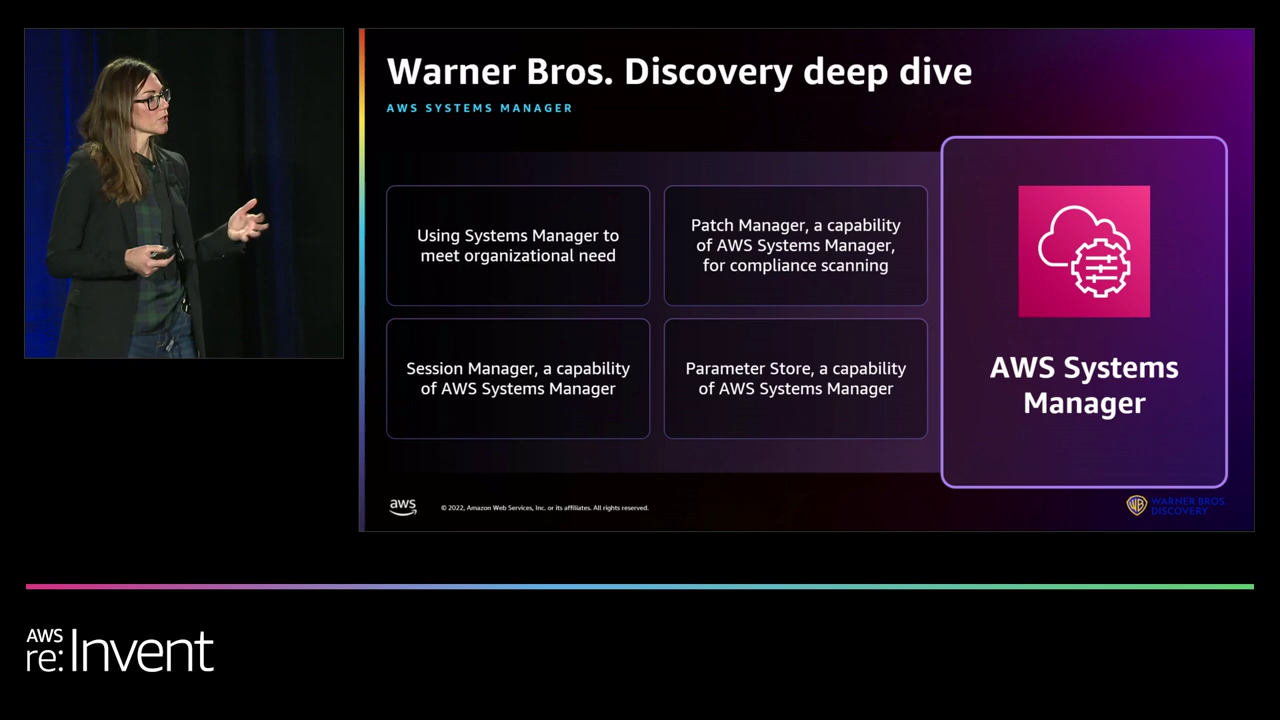 Warner Bros. Discovery deep dive
AWS SYSTEMS MANAGER
Using Systems Manager to
meet organizational need
Patch Manager, a capability
of AWS Systems Manager,
for compliance scanning
Session Manager, a capability
of AWS Systems Manager
Parameter Store, a capability
of AWS Systems Manager
AWS Systems
Manager
aws
© 2022, Amazon Web Services, Inc. or its affiliates. All rights reserved.
WB
WARNER BROS.
DISCOVERY
AWS
re:Invent